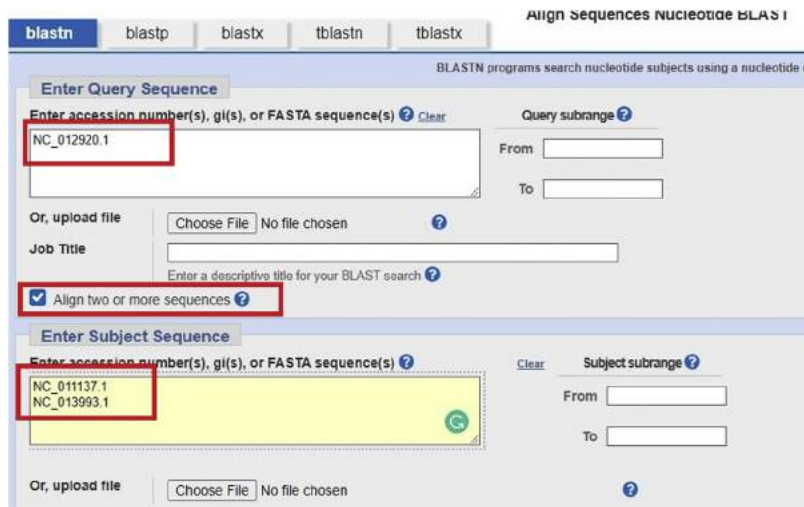 Align Sequences Nucleotide BLAST
blastn blastp blastx tblastn tblastx
BLASTN programs search nucleotide subjects using a nucleotide
Enter Query Sequence
Enter accession number(s), gi(s), or FASTA sequence(s) Clear Query subrange
NC_012920.1
From
To
Or, upload file Choose File No file chosen
Job Title
Enter a descriptive title for your BLAST search
Align two or more sequences
Enter Subject Sequence
Enter accession number(s), gi(s), or FASTA sequence(s) Clear Subject subrange
NC_011137.1
NC_013993.1
From
To
Or, upload file Choose File No file chosen